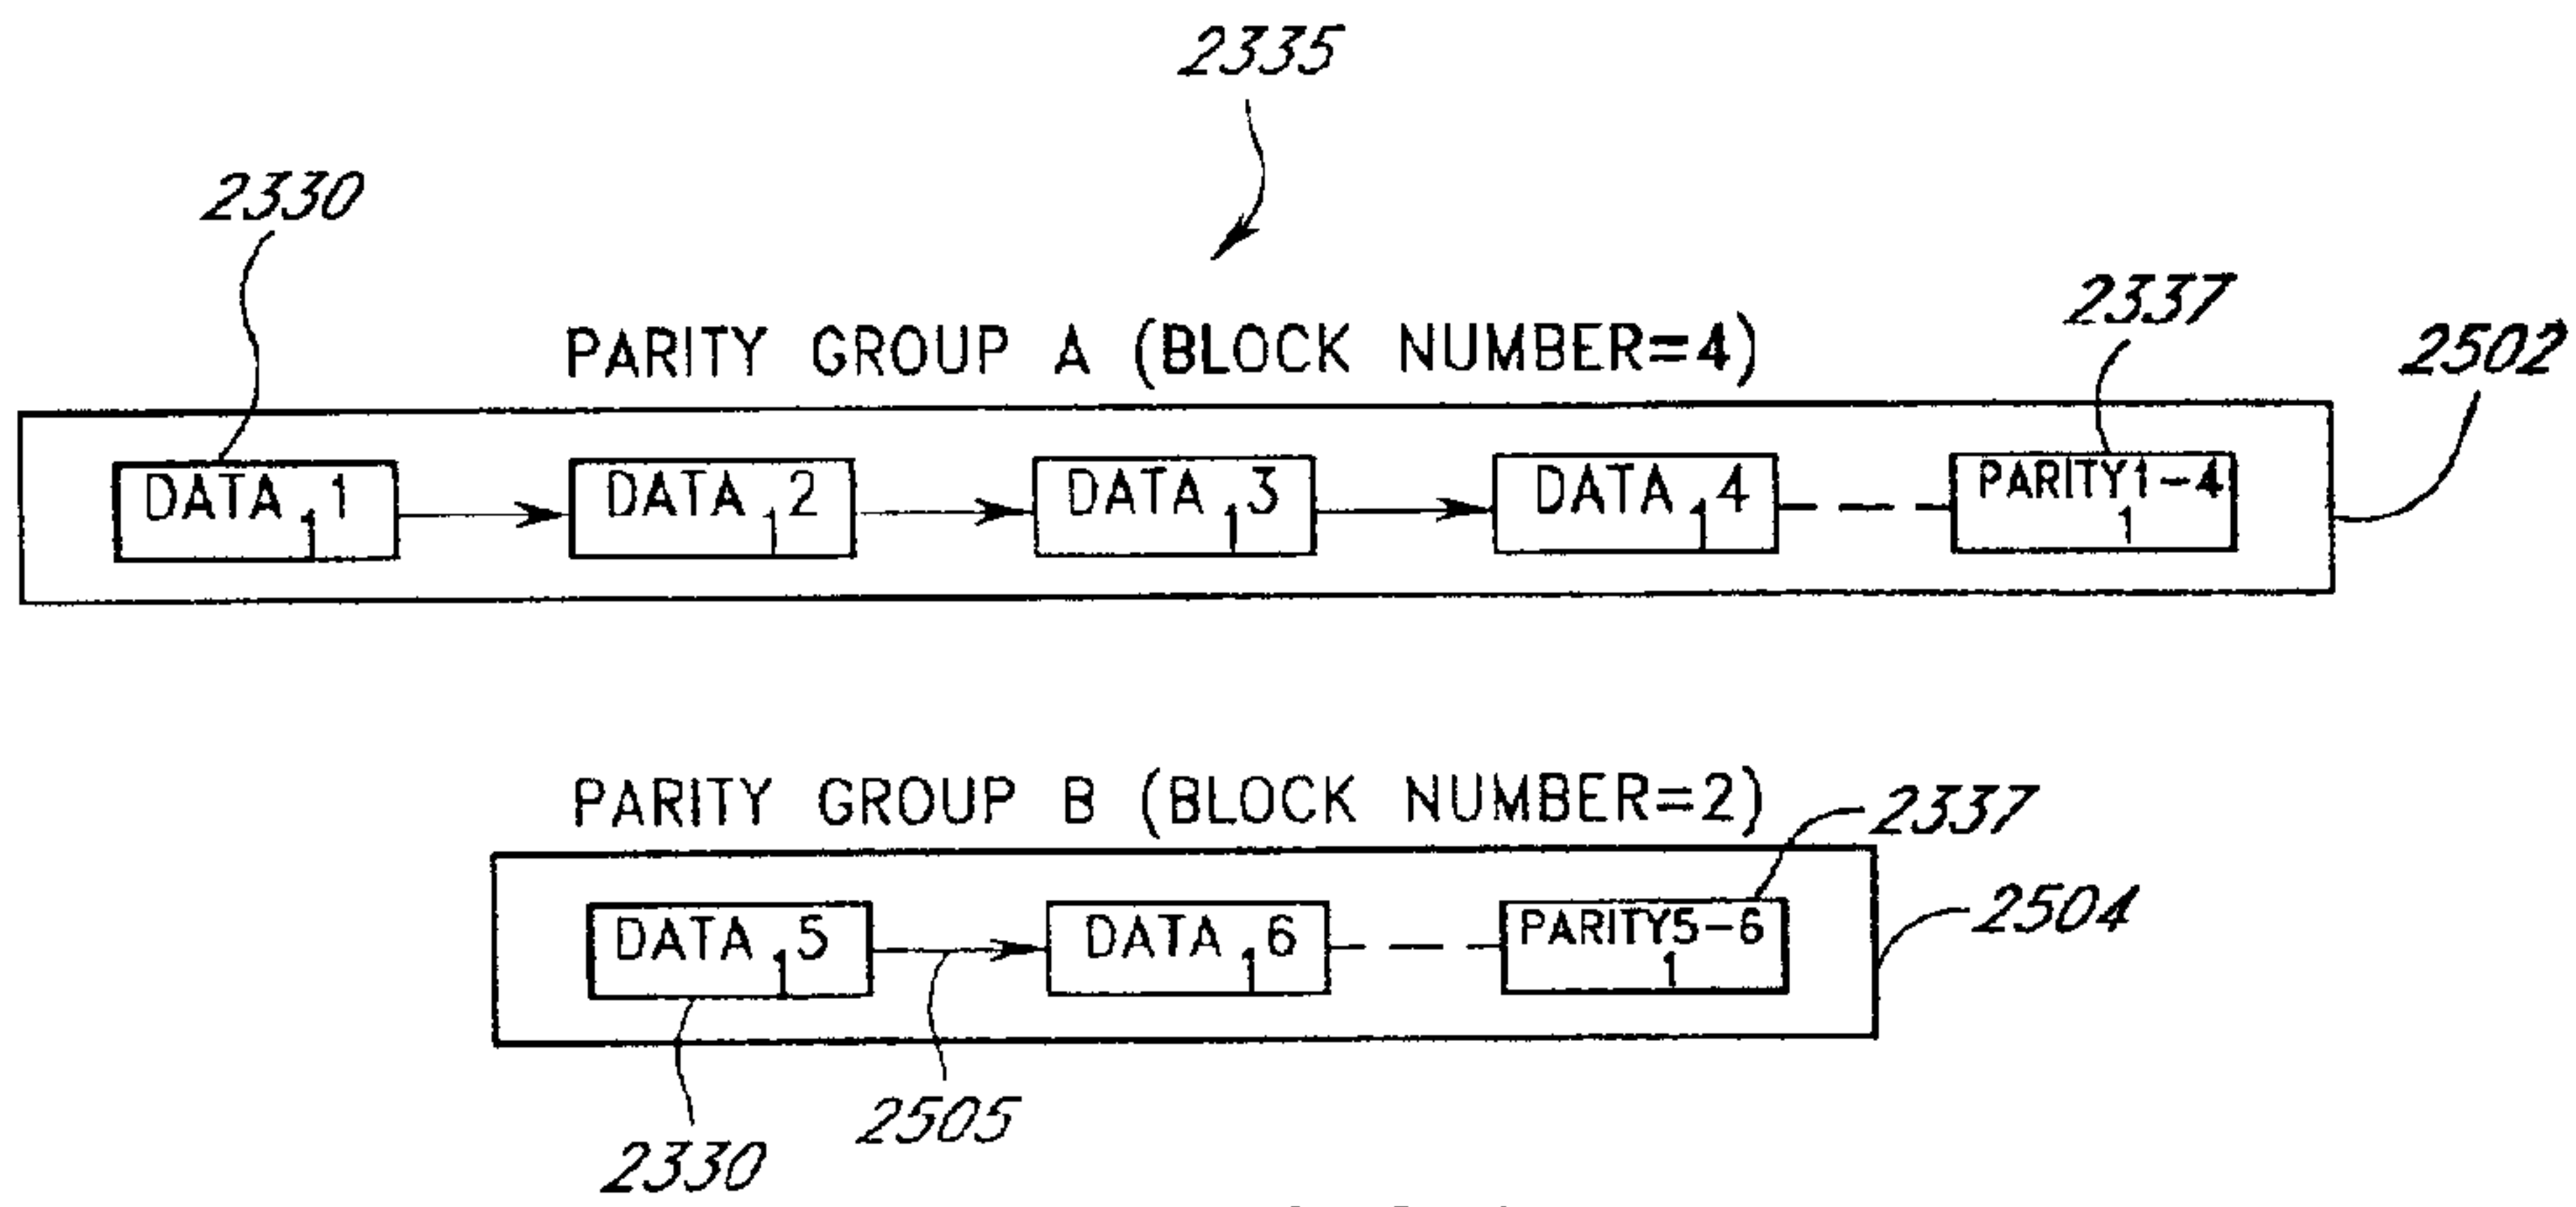 2335
2330
2337
PARITY GROUP A (BLOCK NUMBER=4)
2502
DATA 1
1
DATA 2
1
DATA 3
1
DATA 4
1
PARITY1-4
1
PARITY GROUP B (BLOCK NUMBER=2)
2337
2504
DATA 5
1
DATA 6
1
PARITY5-6
1
2505
2330